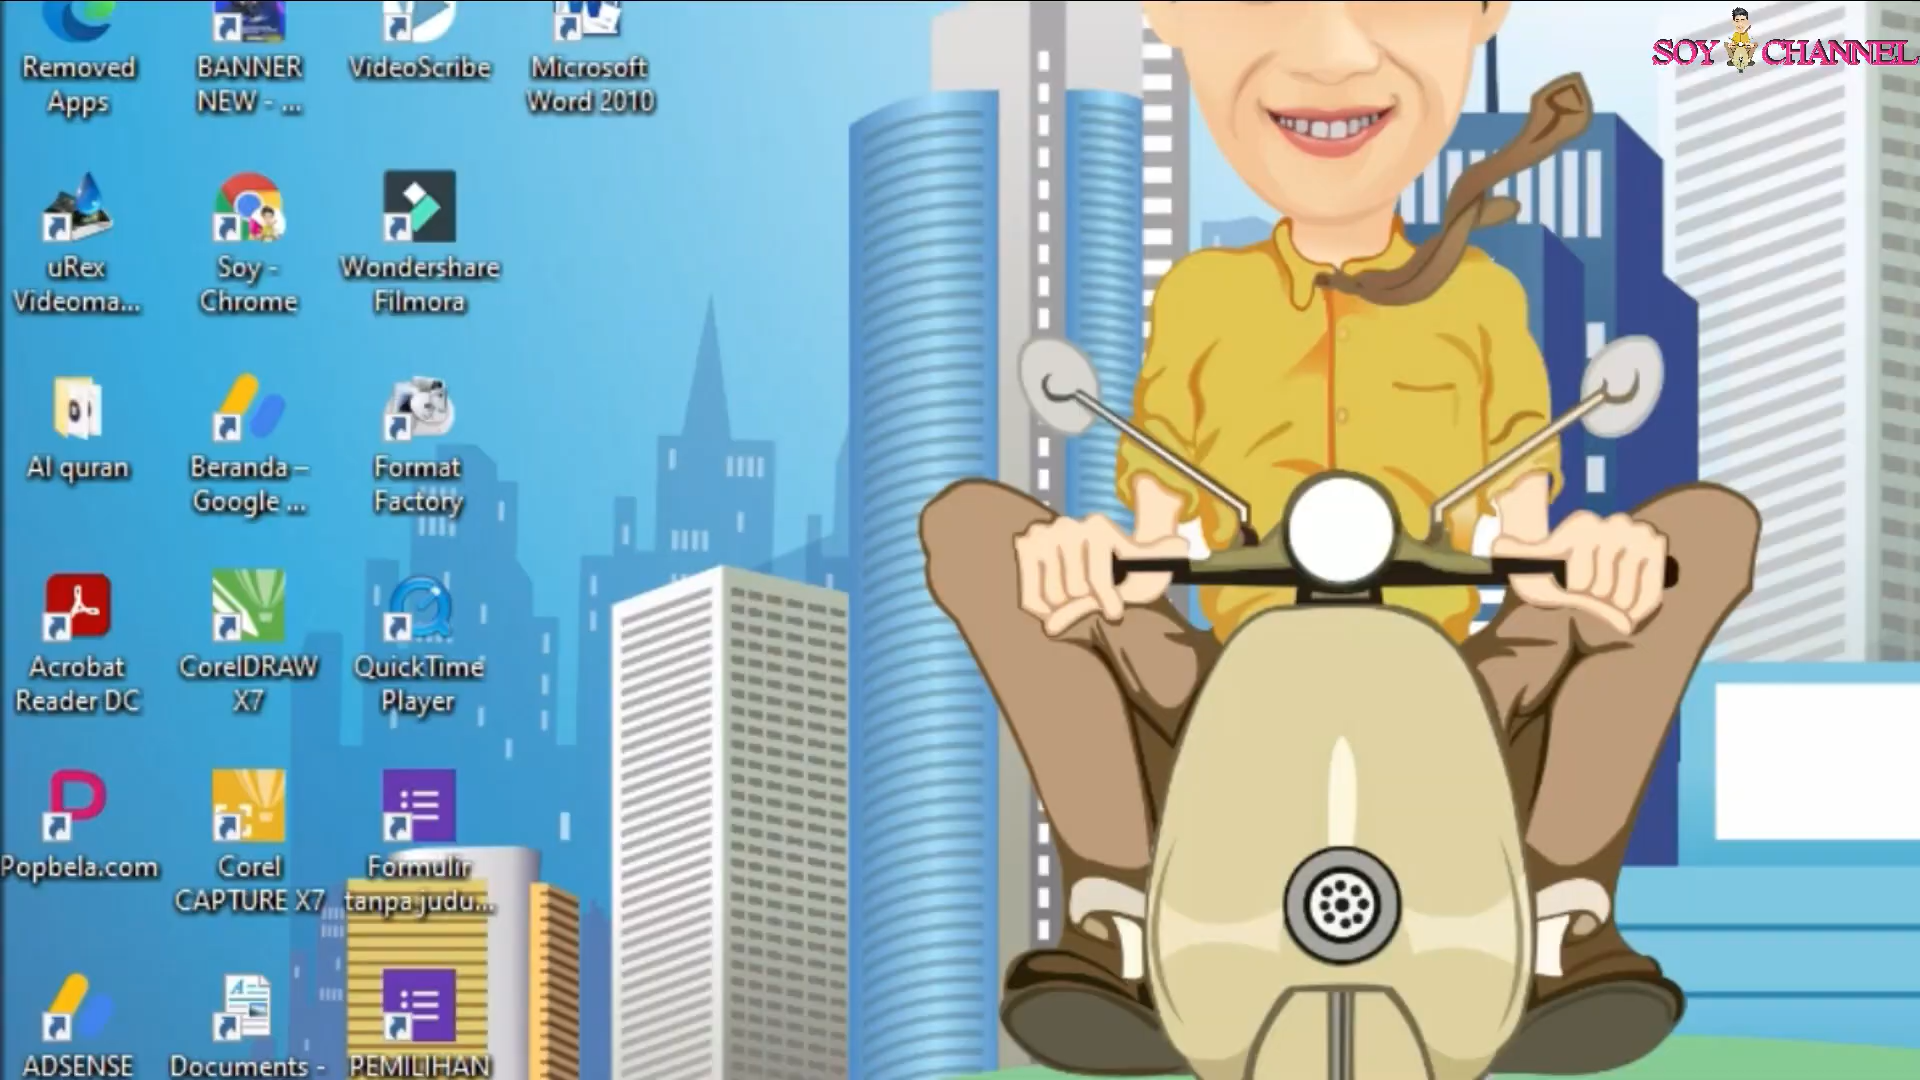 SOY CHANNEL
Removed
Apps
BANNER
NEW - ...
VideoScribe
Microsoft
Word 2010
uRex
Videoma...
Soy -
Chrome
Wondershare
Filmora
Al quran
Beranda –
Google ...
Format
Factory
Acrobat
Reader DC
CorelDRAW
X7
QuickTime
Player
Popbela.com
Corel
CAPTURE X7
Formulir
tanpa judu...
ADSENSE
Documents -
PEMILIHAN